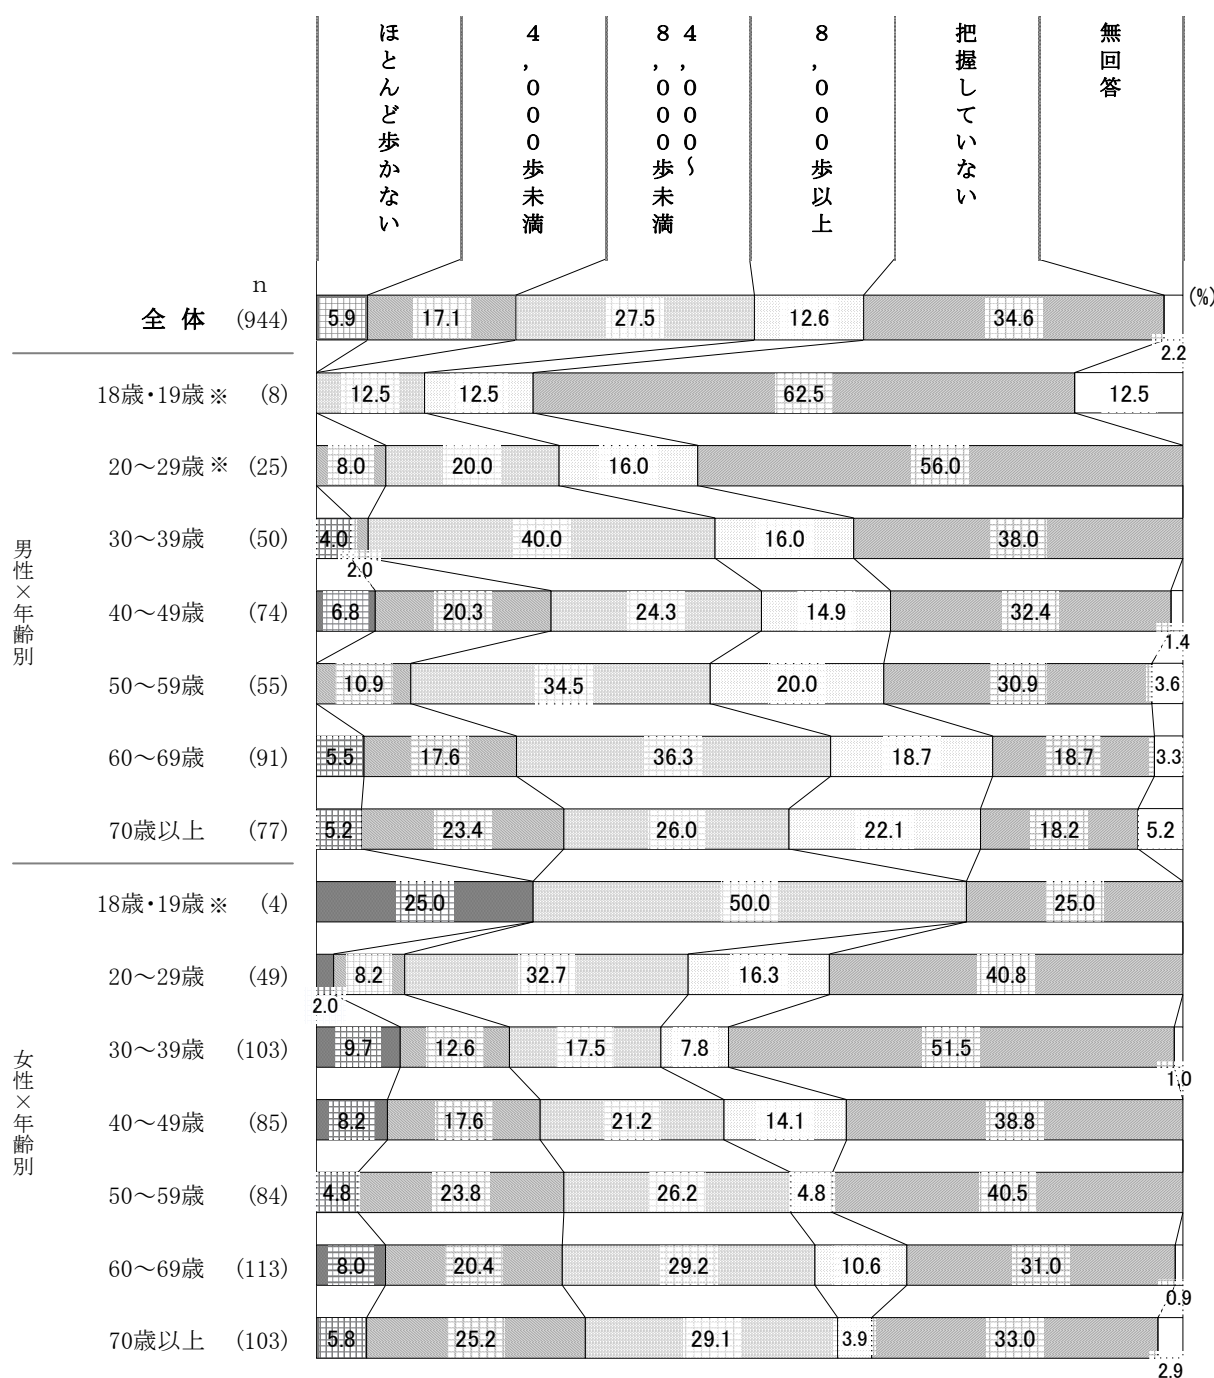 ほとんど歩かない
4,000歩未満
4,000～
8,000歩未満
8,000歩以上
把握していない
無回答
n
(%)
全 体 (944) 5.9 17.1 27.5 12.6 34.6 2.2
男性×年齢別
18歳・19歳※ (8) 12.5 12.5 62.5 12.5
20～29歳※ (25) 8.0 20.0 16.0 56.0
30～39歳 (50) 4.0 2.0 40.0 16.0 38.0
40～49歳 (74) 6.8 20.3 24.3 14.9 32.4 1.4
50～59歳 (55) 10.9 34.5 20.0 30.9 3.6
60～69歳 (91) 5.5 17.6 36.3 18.7 18.7 3.3
70歳以上 (77) 5.2 23.4 26.0 22.1 18.2 5.2
女性×年齢別
18歳・19歳※ (4) 25.0 50.0 25.0
20～29歳 (49) 2.0 8.2 32.7 16.3 40.8
30～39歳 (103) 9.7 12.6 17.5 7.8 51.5 1.0
40～49歳 (85) 8.2 17.6 21.2 14.1 38.8
50～59歳 (84) 4.8 23.8 26.2 4.8 40.5
60～69歳 (113) 8.0 20.4 29.2 10.6 31.0 0.9
70歳以上 (103) 5.8 25.2 29.1 3.9 33.0 2.9